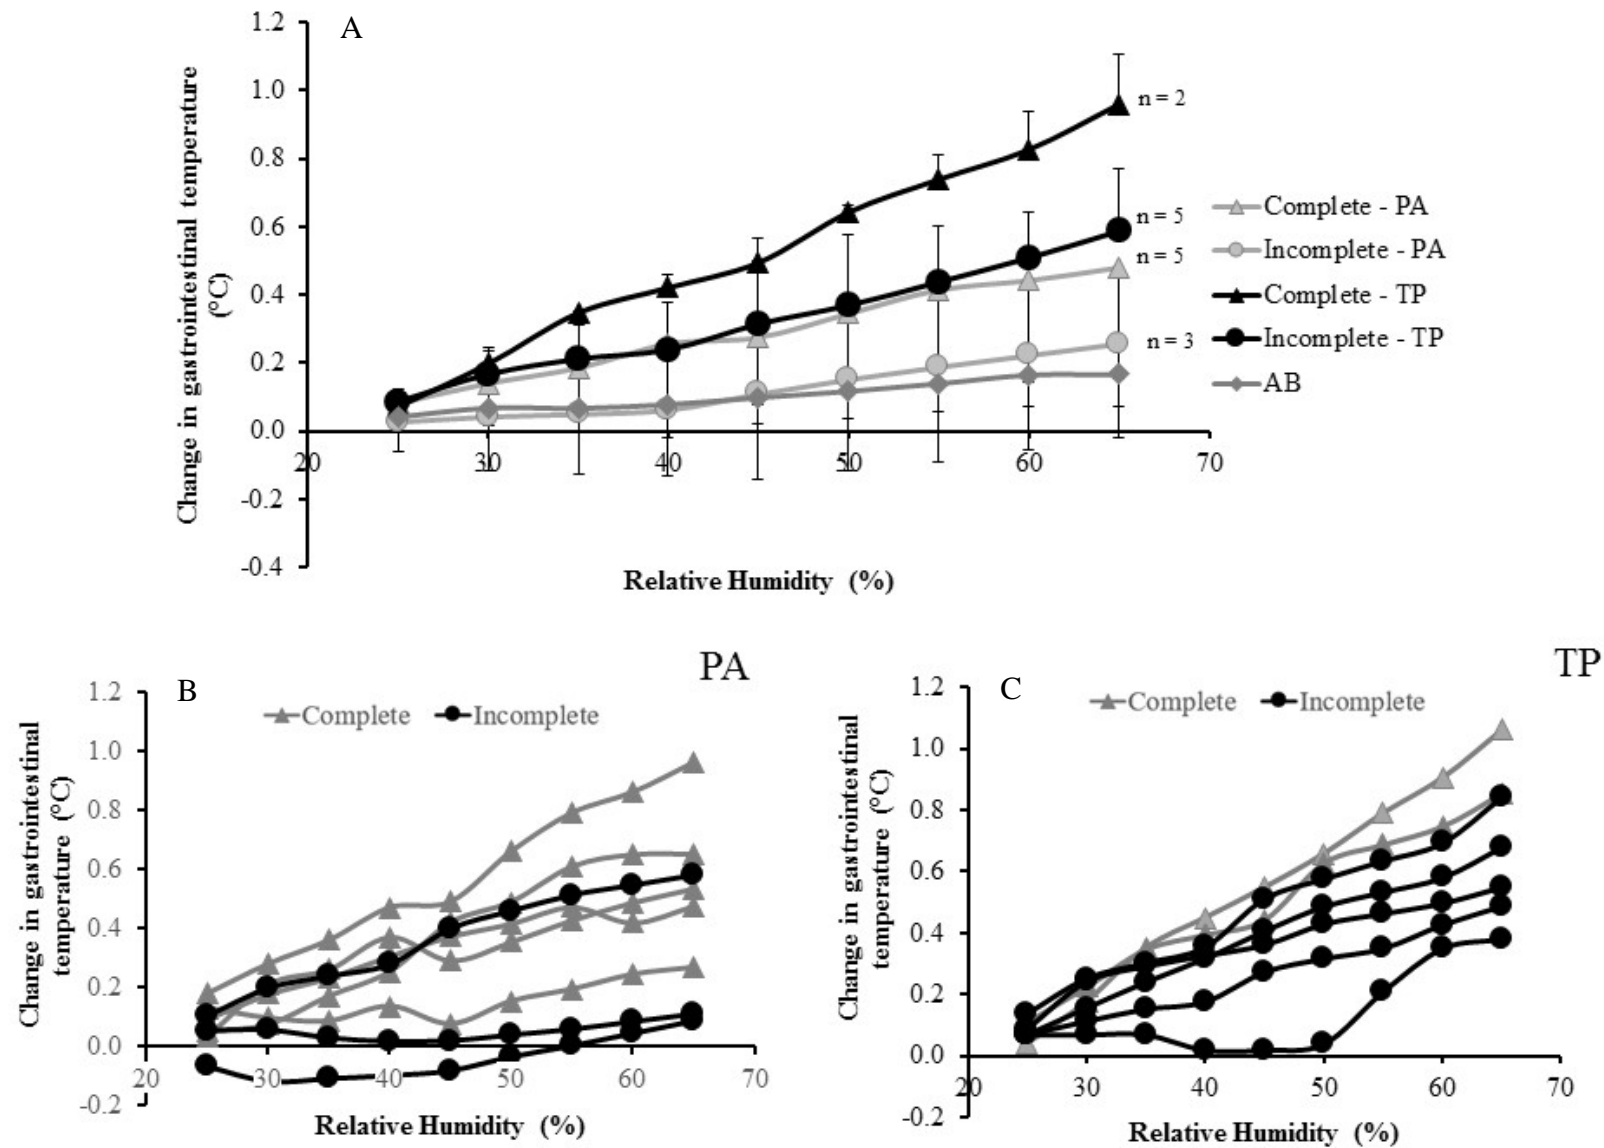 A
1.2
1.0
0.8
0.6
0.4
0.2
0.0
-0.2
-0.4
20 30 40 50 60 70
Change in gastrointestinal temperature
(°C)
Relative Humidity (%)
n = 2
n = 5
n = 5
n = 3
Complete - PA
Incomplete - PA
Complete - TP
Incomplete - TP
AB
PA
B
Complete Incomplete
1.2
1.0
0.8
0.6
0.4
0.2
0.0
-0.2
20 30 40 50 60 70
Change in gastrointestinal
temperature (°C)
Relative Humidity (%)
TP
C
Complete Incomplete
1.2
1.0
0.8
0.6
0.4
0.2
0.0
-0.2
20 30 40 50 60 70
Change in gastrointestinal
temperature (°C)
Relative Humidity (%)